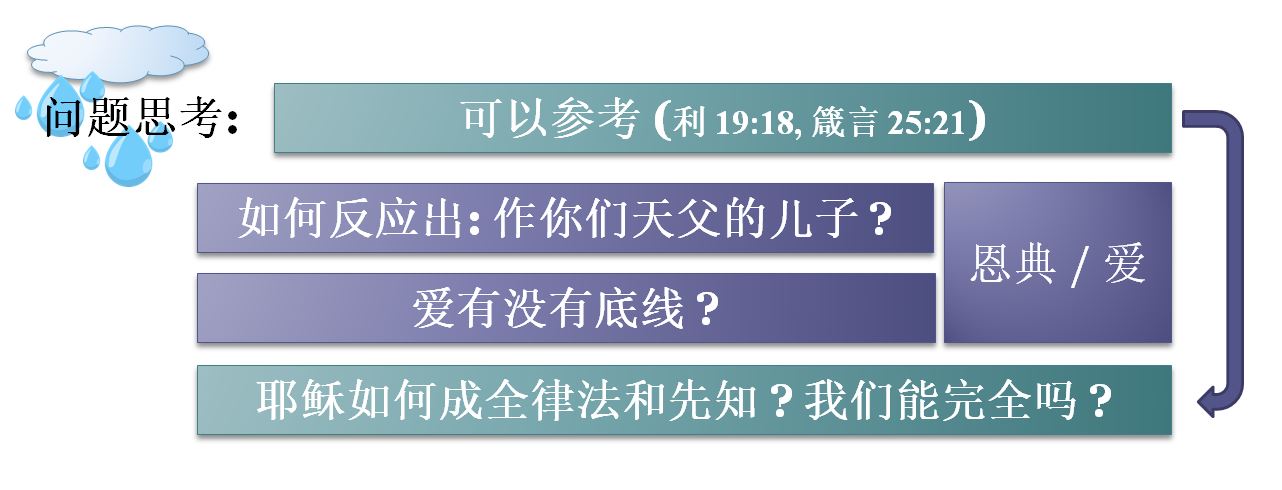 问题思考:
可以参考 (利 19:18, 箴言 25:21)
如何反应出: 作你们天父的儿子?
爱有没有底线?
恩典 / 爱
耶稣如何成全律法和先知?我们能完全吗?